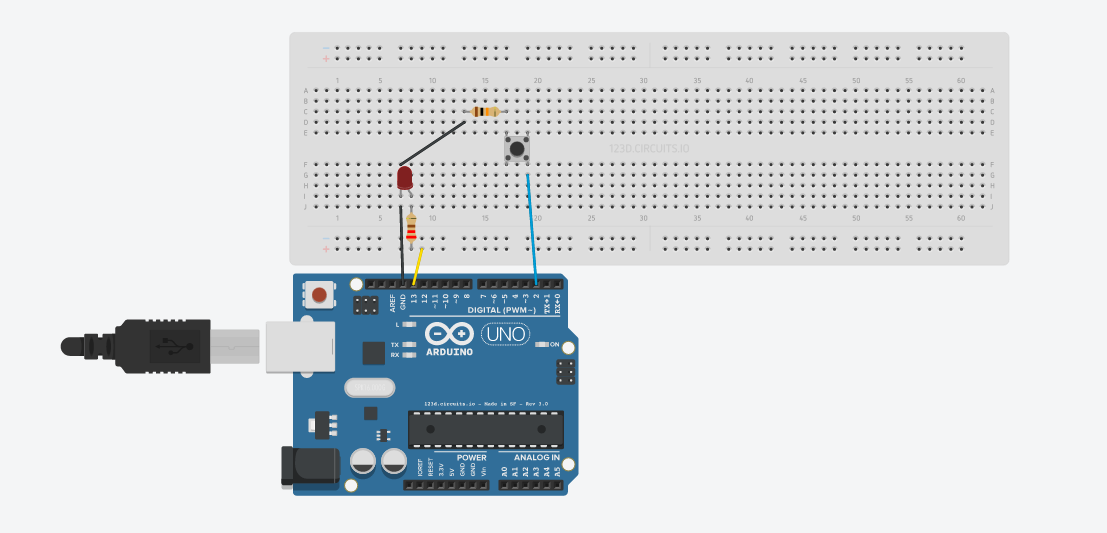 - -
+ +
1 5 10 15 20 25 30 35 40 45 50 55 60
A A
B B
C C
D D
E E
123D.CIRCUITS.IO
F F
G G
H H
I I
J J
1 5 10 15 20 25 30 35 40 45 50 55 60
- -
+ +
AREF GND 13 12 ~11 ~10 ~9 8 7 ~6 ~5 4 ~3 2 TX→1 RX←0
DIGITAL (PWM~)
L
TX
RX
ARDUINO
UNO
ON
123d.circuits.io - Made in SF - Rev 3.0
POWER
ANALOG IN
IOREF RESET 3.3V 5V GND GND Vin A0 A1 A2 A3 A4 A5